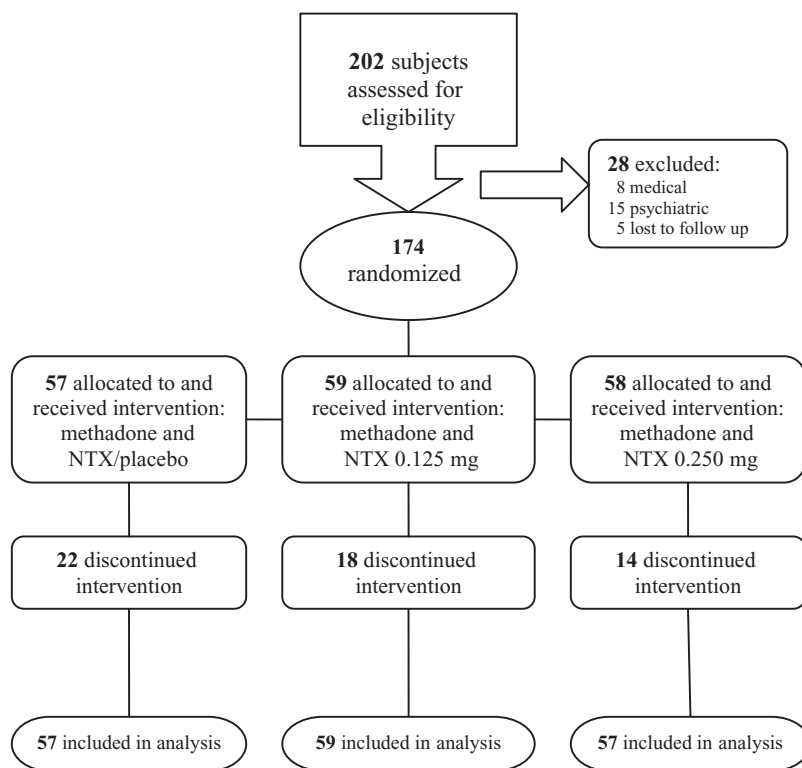 202 subjects
assessed for
eligibility
28 excluded:
8 medical
15 psychiatric
5 lost to follow up
174
randomized
57 allocated to and
received intervention:
methadone and
NTX/placebo
59 allocated to and
received intervention:
methadone and
NTX 0.125 mg
58 allocated to and
received intervention:
methadone and
NTX 0.250 mg
22 discontinued
intervention
18 discontinued
intervention
14 discontinued
intervention
57 included in analysis
59 included in analysis
57 included in analysis